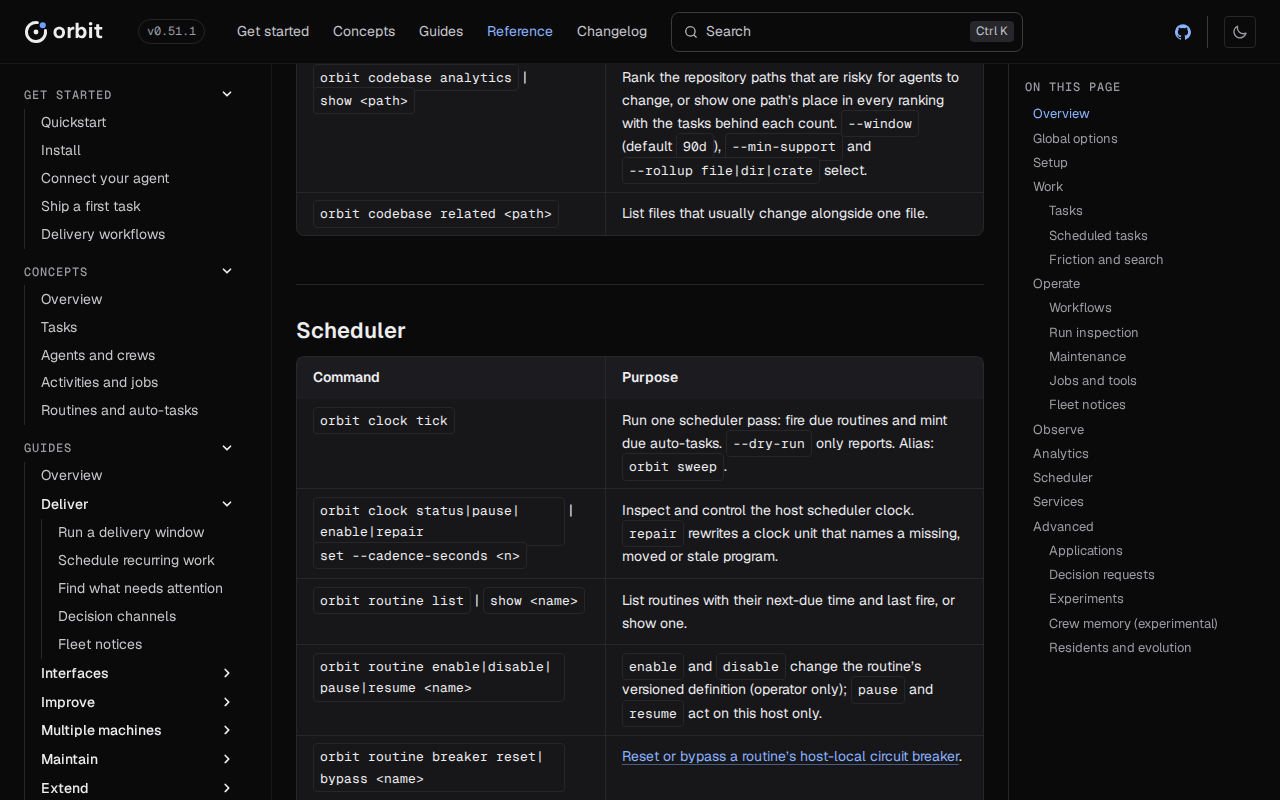 orbit
v0.51.1
Get started
Concepts
Guides
Reference
Changelog
Search
Ctrl K
GET STARTED
Quickstart
Install
Connect your agent
Ship a first task
Delivery workflows
CONCEPTS
Overview
Tasks
Agents and crews
Activities and jobs
Routines and auto-tasks
GUIDES
Overview
Deliver
Run a delivery window
Schedule recurring work
Find what needs attention
Decision channels
Fleet notices
Interfaces
Improve
Multiple machines
Maintain
Extend
orbit codebase analytics |
show <path>
Rank the repository paths that are risky for agents to
change, or show one path's place in every ranking
with the tasks behind each count. --window
(default 90d ), --min-support and
--rollup file|dir|crate select.
orbit codebase related <path>
List files that usually change alongside one file.
Scheduler
Command
Purpose
orbit clock tick
Run one scheduler pass: fire due routines and mint
due auto-tasks. --dry-run only reports. Alias:
orbit sweep .
orbit clock status|pause| |
enable|repair
set --cadence-seconds <n>
Inspect and control the host scheduler clock.
repair rewrites a clock unit that names a missing,
moved or stale program.
orbit routine list | show <name>
List routines with their next-due time and last fire, or
show one.
orbit routine enable|disable|
pause|resume <name>
enable and disable change the routine's
versioned definition (operator only); pause and
resume act on this host only.
orbit routine breaker reset|
bypass <name>
Reset or bypass a routine's host-local circuit breaker.
ON THIS PAGE
Overview
Global options
Setup
Work
Tasks
Scheduled tasks
Friction and search
Operate
Workflows
Run inspection
Maintenance
Jobs and tools
Fleet notices
Observe
Analytics
Scheduler
Services
Advanced
Applications
Decision requests
Experiments
Crew memory (experimental)
Residents and evolution